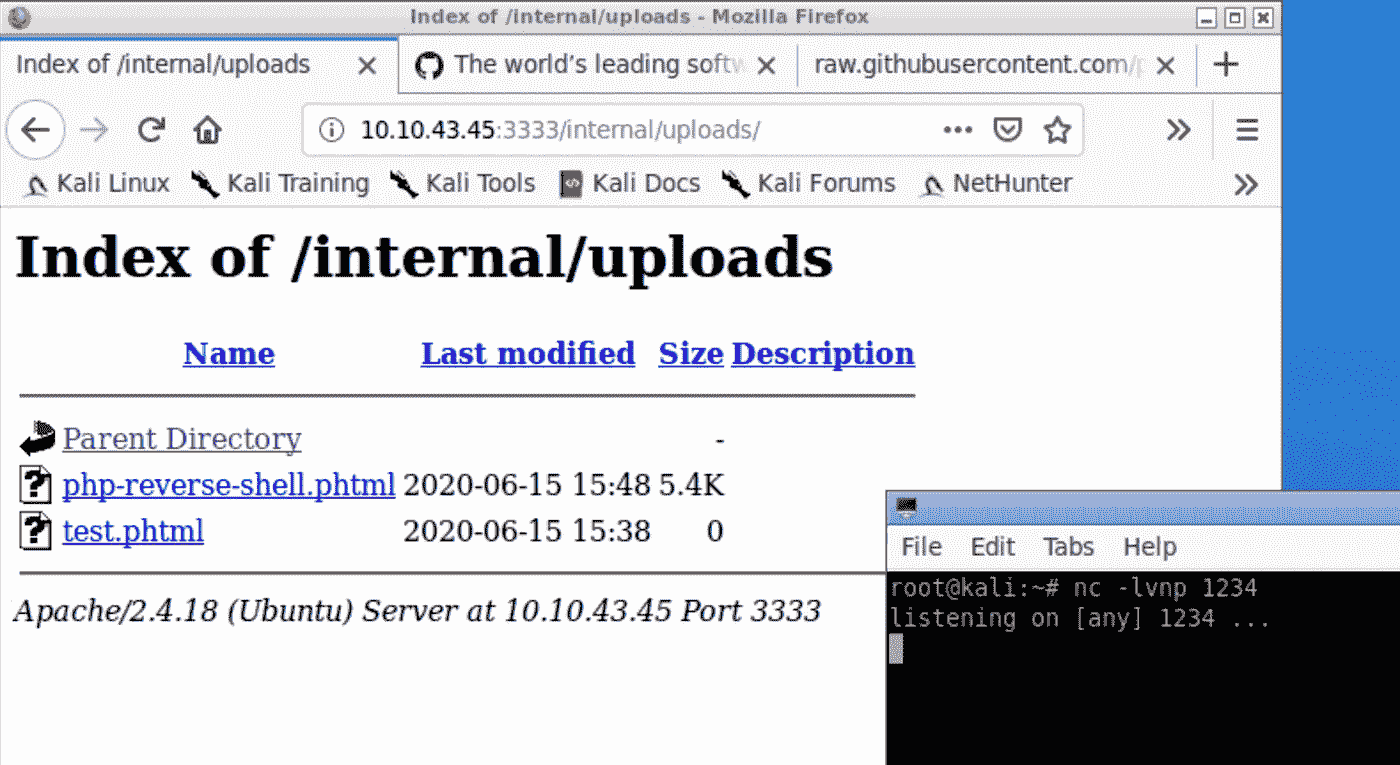 Index of /internal/uploads - Mozilla Firefox
Index of /internal/uploads The world's leading softw raw.githubusercontent.com/
10.10.43.45:3333/internal/uploads/
Kali Linux Kali Training Kali Tools Kali Docs Kali Forums NetHunter
Index of /internal/uploads
Name Last modified Size Description
Parent Directory -
php-reverse-shell.phtml 2020-06-15 15:48 5.4K
test.phtml 2020-06-15 15:38 0
Apache/2.4.18 (Ubuntu) Server at 10.10.43.45 Port 3333
File Edit Tabs Help
root@kali:~# nc -lvnp 1234
listening on [any] 1234 ...